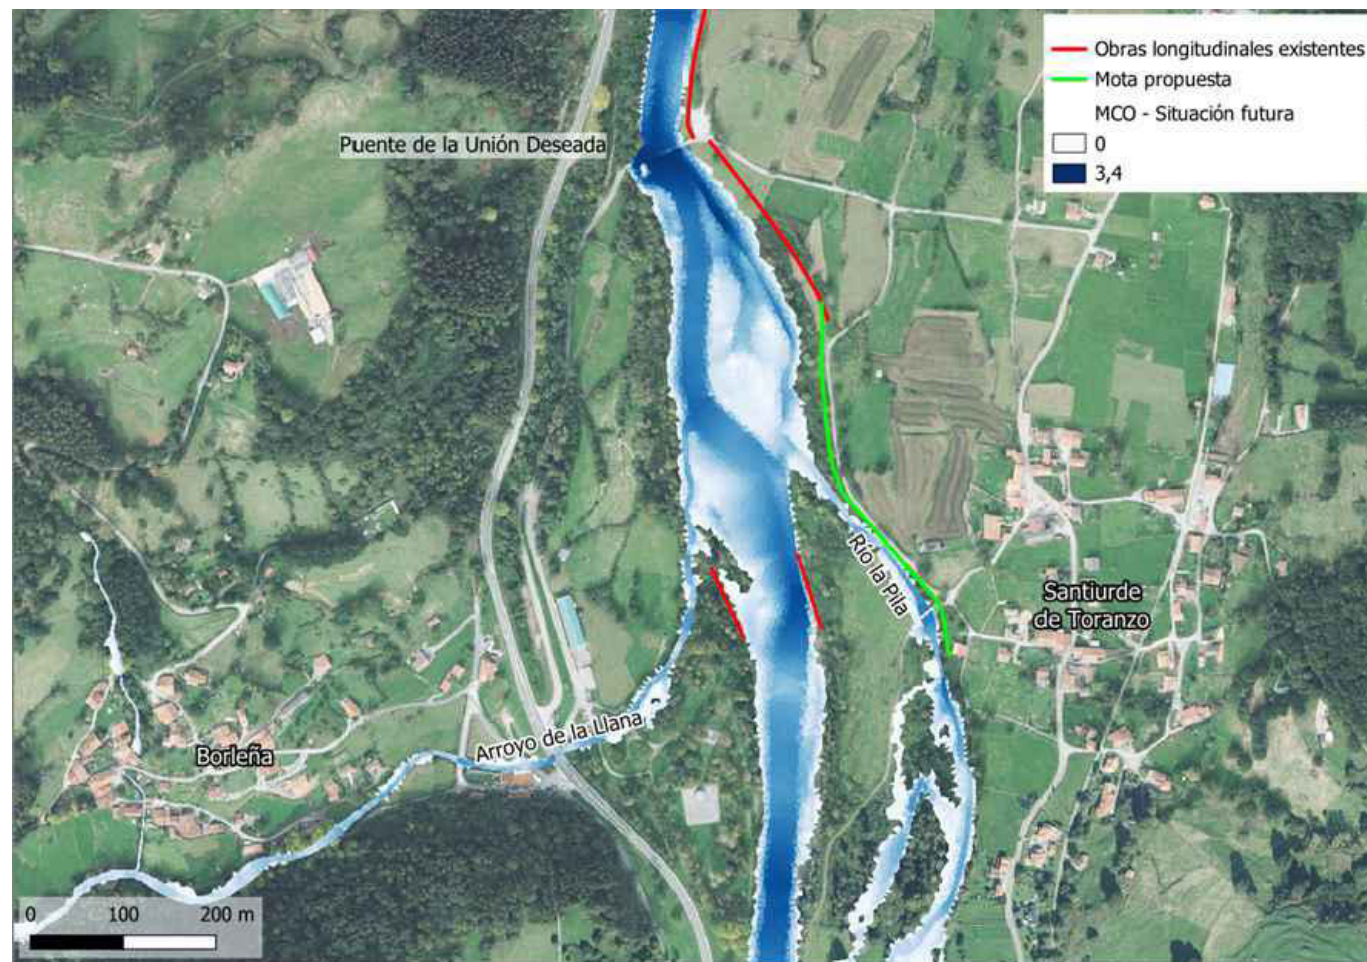 Obras longitudinales existentes
Mota propuesta
MCO - Situación futura
0
3,4
Puente de la Unión Deseada
Río la Pila
Santiurde
de Toranzo
Arroyo de la Llana
Borleña
0 100 200 m